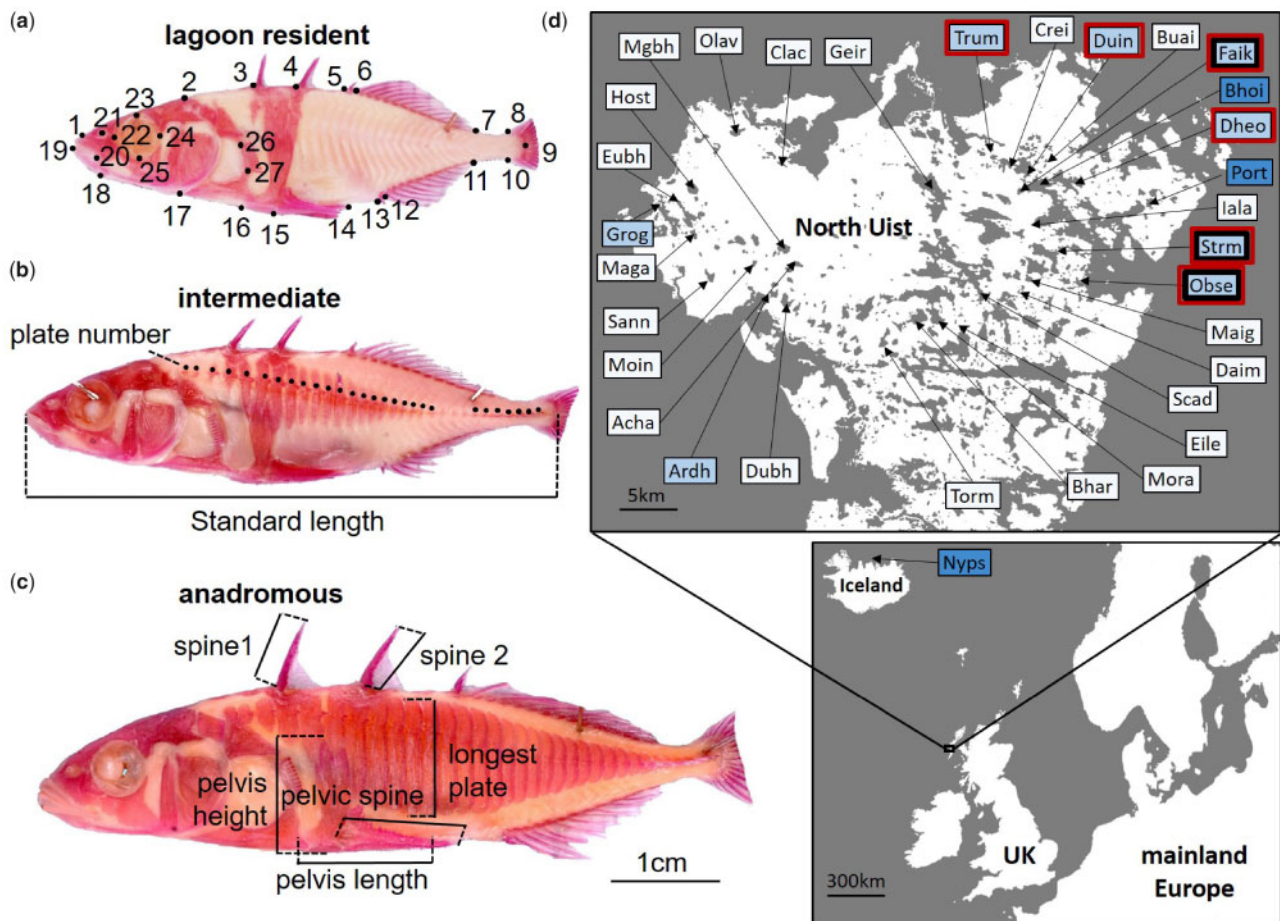 (a)
lagoon resident
1
21
23
2
3
4
5
6
7
8
19
20
22
24
25
26
27
9
18
17
16
15
14
13
12
11
10
(b)
intermediate
plate number
Standard length
(c)
anadromous
spine1
spine 2
pelvis
height
pelvic spine
longest
plate
pelvis length
1cm
(d)
Mgbh
Olav
Clac
Geir
Trum
Crei
Duin
Buai
Faik
Bhoi
Dheo
Port
Iala
Strm
Obse
Maig
Daim
Scad
Eile
Mora
Bhar
Torm
Dubh
Ardh
Acha
Moin
Sann
Maga
Grog
Eubh
Host
North Uist
5km
Nyps
Iceland
UK
mainland
Europe
300km